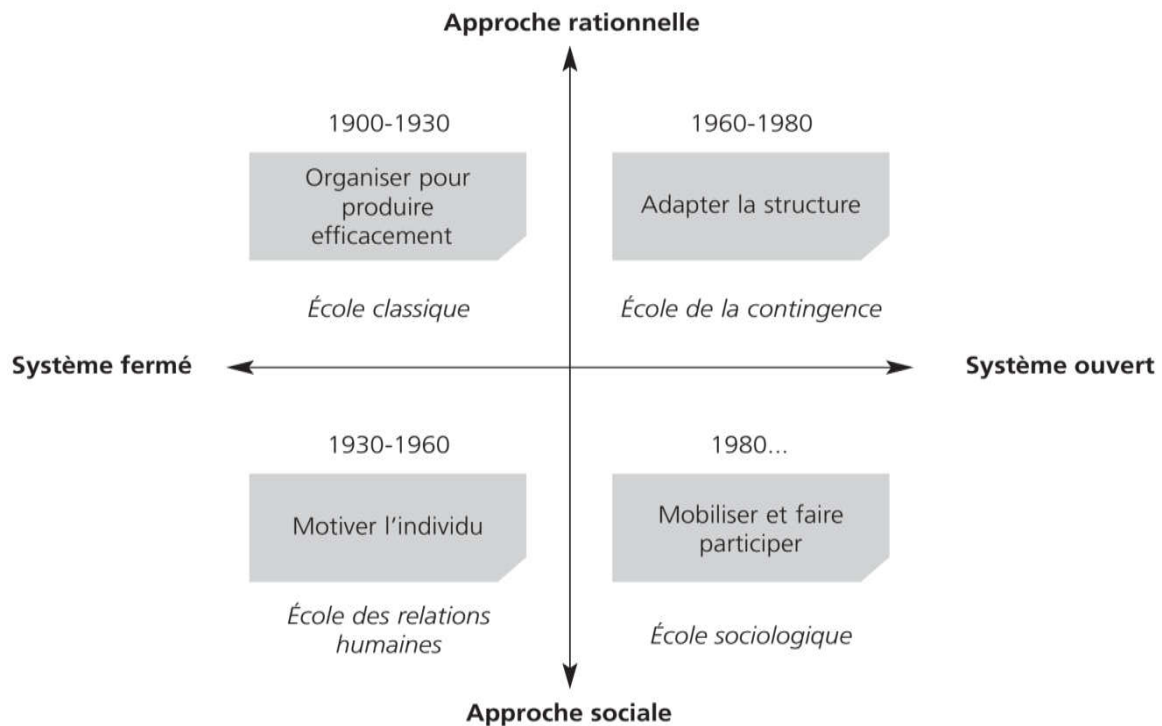 Approche rationnelle
1900-1930
Organiser pour
produire
efficacement
École classique
1960-1980
Adapter la structure
École de la contingence
Système fermé
Système ouvert
1930-1960
Motiver l'individu
École des relations
humaines
1980...
Mobiliser et faire
participer
École sociologique
Approche sociale